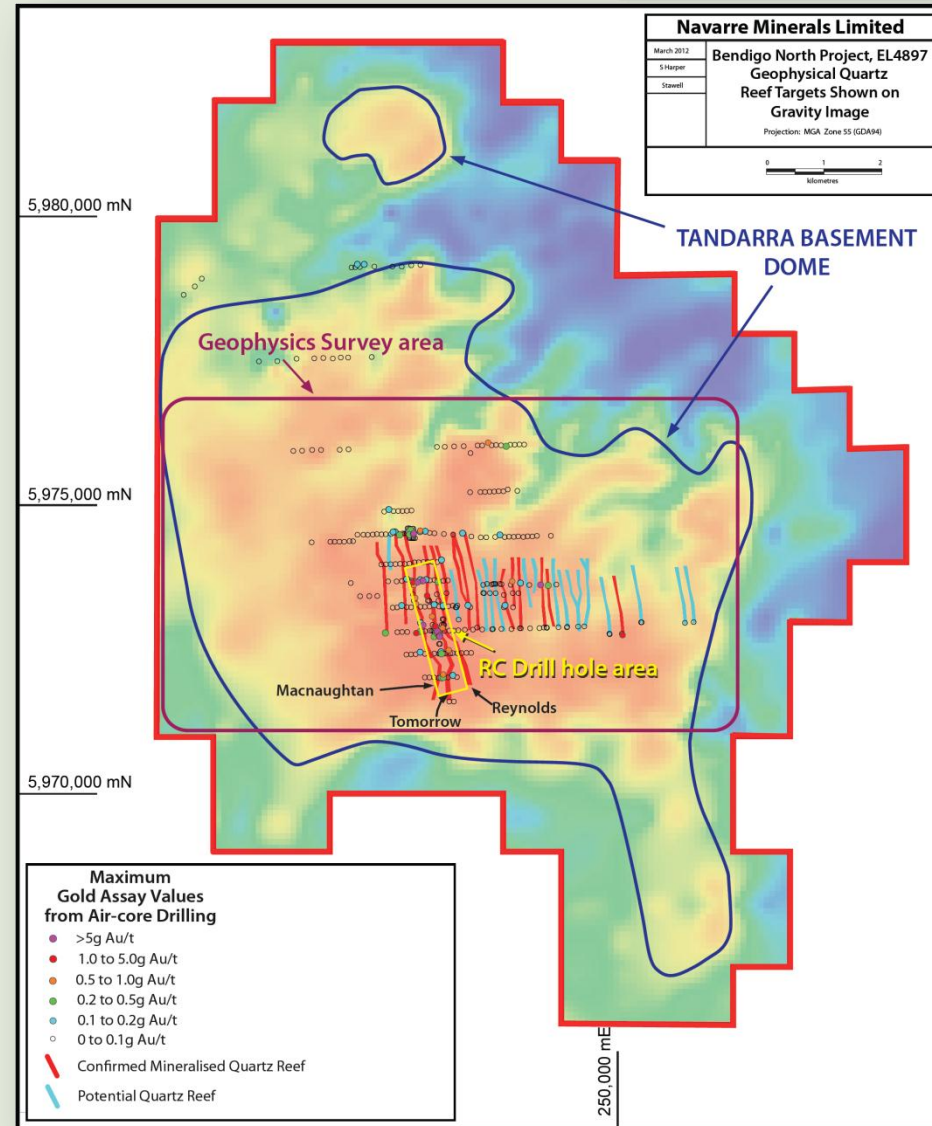 Navarre Minerals Limited
March 2012
S Harper
Stawell
Bendigo North Project, EL4897
Geophysical Quartz
Reef Targets Shown on
Gravity Image
Projection: MGA Zone 55 (GDA94)
0 1 2
kilometres
5,980,000 mN
TANDARRA BASEMENT
DOME
Geophysics Survey area
5,975,000 mN
RC Drill hole area
Macnaughtan
Reynolds
Tomorrow
5,970,000 mN
Maximum
Gold Assay Values
from Air-core Drilling
>5g Au/t
1.0 to 5.0g Au/t
0.5 to 1.0g Au/t
0.2 to 0.5g Au/t
0.1 to 0.2g Au/t
0 to 0.1g Au/t
Confirmed Mineralised Quartz Reef
Potential Quartz Reef
250,000 mE